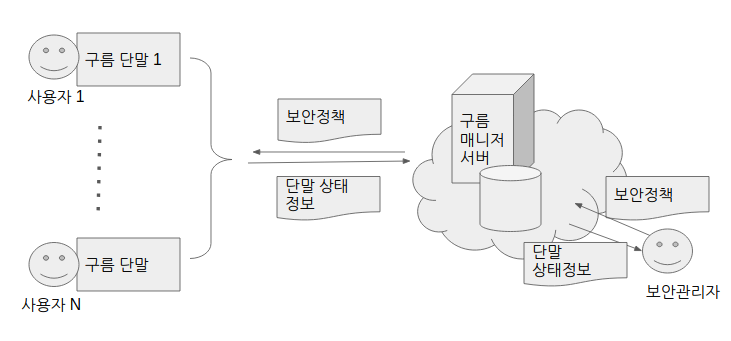 구름 단말 1
사용자 1
구름 단말
사용자 N
보안정책
단말 상태
정보
구름
매니저
서버
보안정책
단말
상태정보
보안관리자